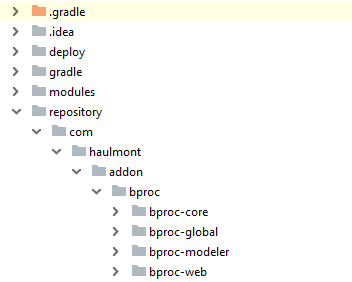 .gradle
.idea
deploy
gradle
modules
repository
com
haulmont
addon
bproc
bproc-core
bproc-global
bproc-modeler
bproc-web